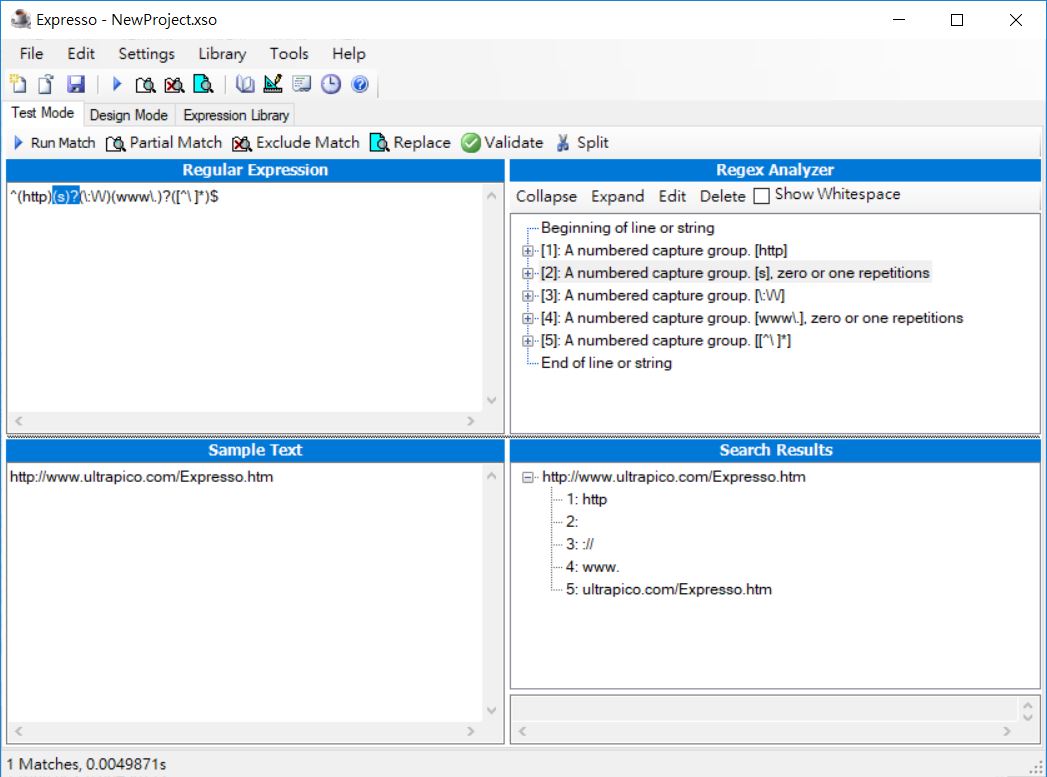 Expresso - NewProject.xso
File Edit Settings Library Tools Help
Test Mode Design Mode Expression Library
Run Match Partial Match Exclude Match Replace Validate Split
Regular Expression
^(http)(s)?(\:\/\/)(www\.)?([^\ ]*)$
Regex Analyzer
Collapse Expand Edit Delete Show Whitespace
Beginning of line or string
[1]: A numbered capture group. [http]
[2]: A numbered capture group. [s], zero or one repetitions
[3]: A numbered capture group. [\:\/\/]
[4]: A numbered capture group. [www\.], zero or one repetitions
[5]: A numbered capture group. [[^\ ]*]
End of line or string
Sample Text
http://www.ultrapico.com/Expresso.htm
Search Results
http://www.ultrapico.com/Expresso.htm
1: http
2:
3: ://
4: www.
5: ultrapico.com/Expresso.htm
1 Matches, 0.0049871s